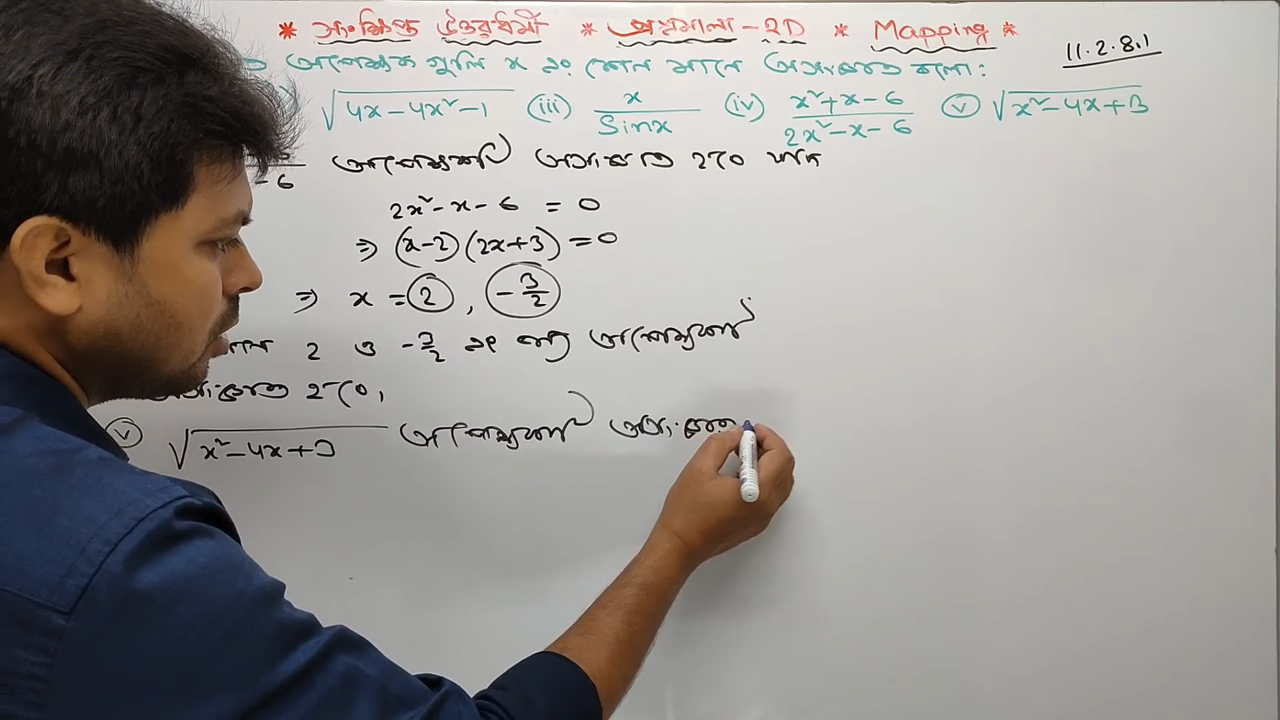 * সংক্ষিপ্ত উত্তরধর্মী * প্রশ্নমালা - 2D * Mapping *
11.2.8.1
অপেক্ষক গুলি x এর কোন মানে অসংজ্ঞাত বলো:
√(4x-4x²-1) (iii) x/Sinx (iv) (x²+x-6)/(2x²-x-6) (v) √(x²-4x+3)
-6 অপেক্ষকটি অসংজ্ঞাত হবে যদি
2x²-x-6 = 0
⇒ (x-2)(2x+3) = 0
⇒ x = 2, -3/2
2 ও -3/2 এর জন্য অপেক্ষকটি
অসংজ্ঞাত হবে,
(v) √(x²-4x+3) অপেক্ষকটি অসংজ্ঞাত